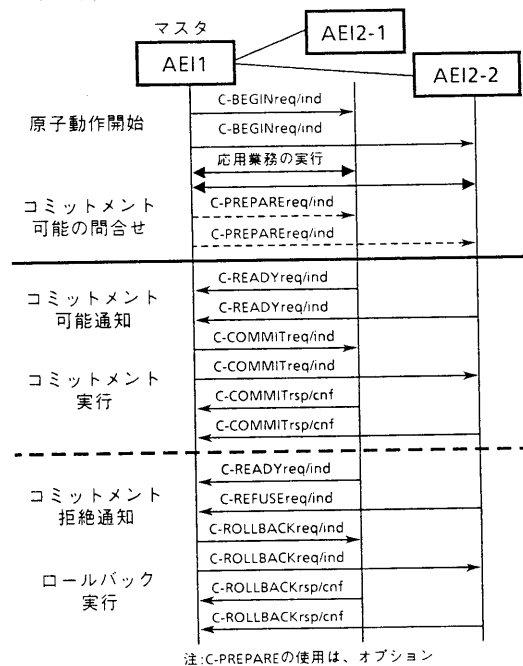 マスタ
AEI1
AEI2-1
AEI2-2
原子動作開始
C-BEGINreq/ind
C-BEGINreq/ind
応用業務の実行
コミットメント
可能の問合せ
C-PREPAREreq/ind
C-PREPAREreq/ind
コミットメント
可能通知
C-READYreq/ind
C-READYreq/ind
コミットメント
実行
C-COMMITreq/ind
C-COMMITreq/ind
C-COMMITrsp/cnf
C-COMMITrsp/cnf
コミットメント
拒絶通知
C-READYreq/ind
C-REFUSEreq/ind
ロールバック
実行
C-ROLLBACKreq/ind
C-ROLLBACKreq/ind
C-ROLLBACKrsp/cnf
C-ROLLBACKrsp/cnf
注:C-PREPAREの使用は、オプション